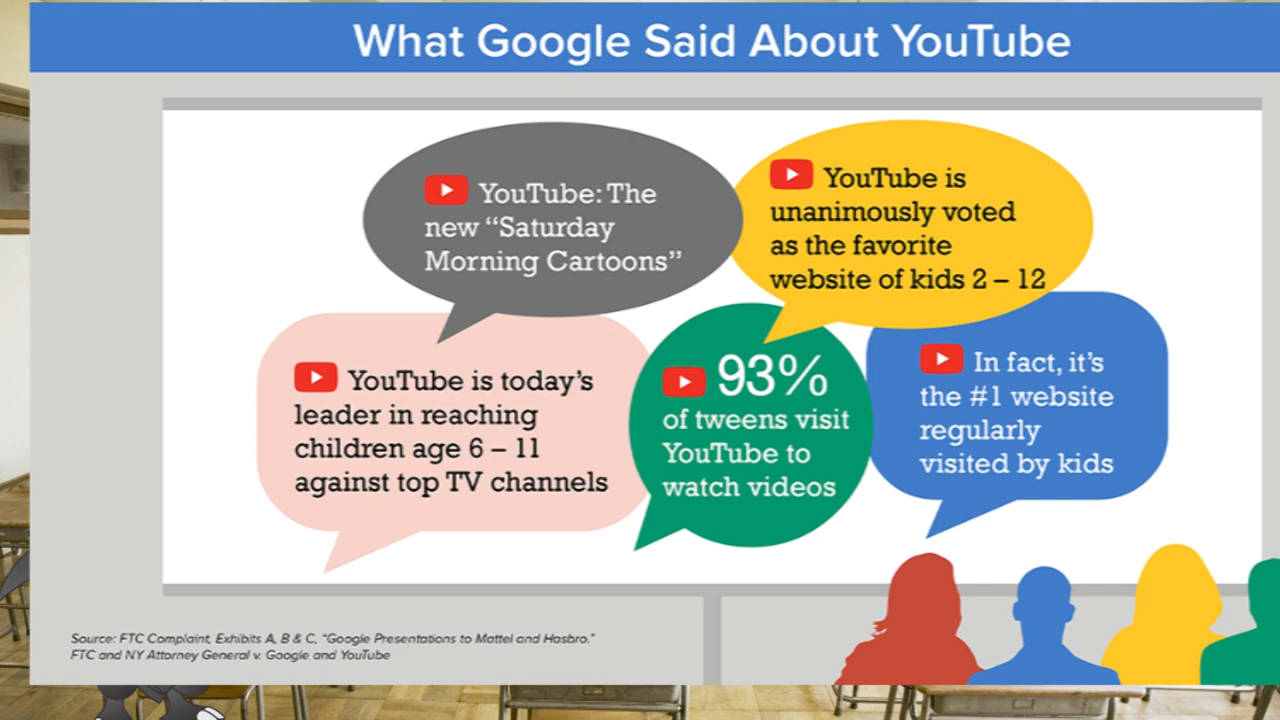 What Google Said About YouTube
YouTube: The
new “Saturday
Morning Cartoons”
YouTube is
unanimously voted
as the favorite
website of kids 2 – 12
YouTube is today’s
leader in reaching
children age 6 – 11
against top TV channels
93%
of tweens visit
YouTube to
watch videos
In fact, it’s
the #1 website
regularly
visited by kids
Source: FTC Complaint, Exhibits A, B & C, “Google Presentations to Mattel and Hasbro.”
FTC and NY Attorney General v. Google and YouTube